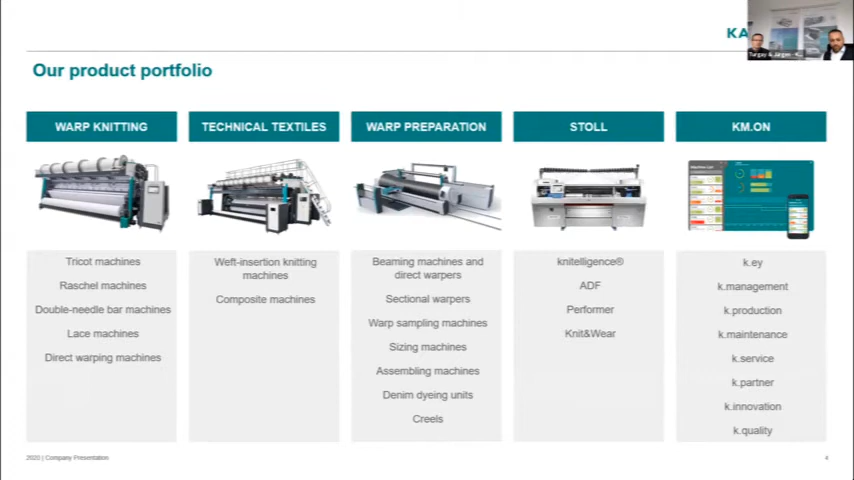 KA
Turgay & Jürgen - K...
Our product portfolio
WARP KNITTING
TECHNICAL TEXTILES
WARP PREPARATION
STOLL
KM.ON
Tricot machines
Raschel machines
Double-needle bar machines
Lace machines
Direct warping machines
Weft-insertion knitting
machines
Composite machines
Beaming machines and
direct warpers
Sectional warpers
Warp sampling machines
Sizing machines
Assembling machines
Denim dyeing units
Creels
knitelligence®
ADF
Performer
Knit&Wear
k.ey
k.management
k.production
k.maintenance
k.service
k.partner
k.innovation
k.quality
2020 | Company Presentation
4